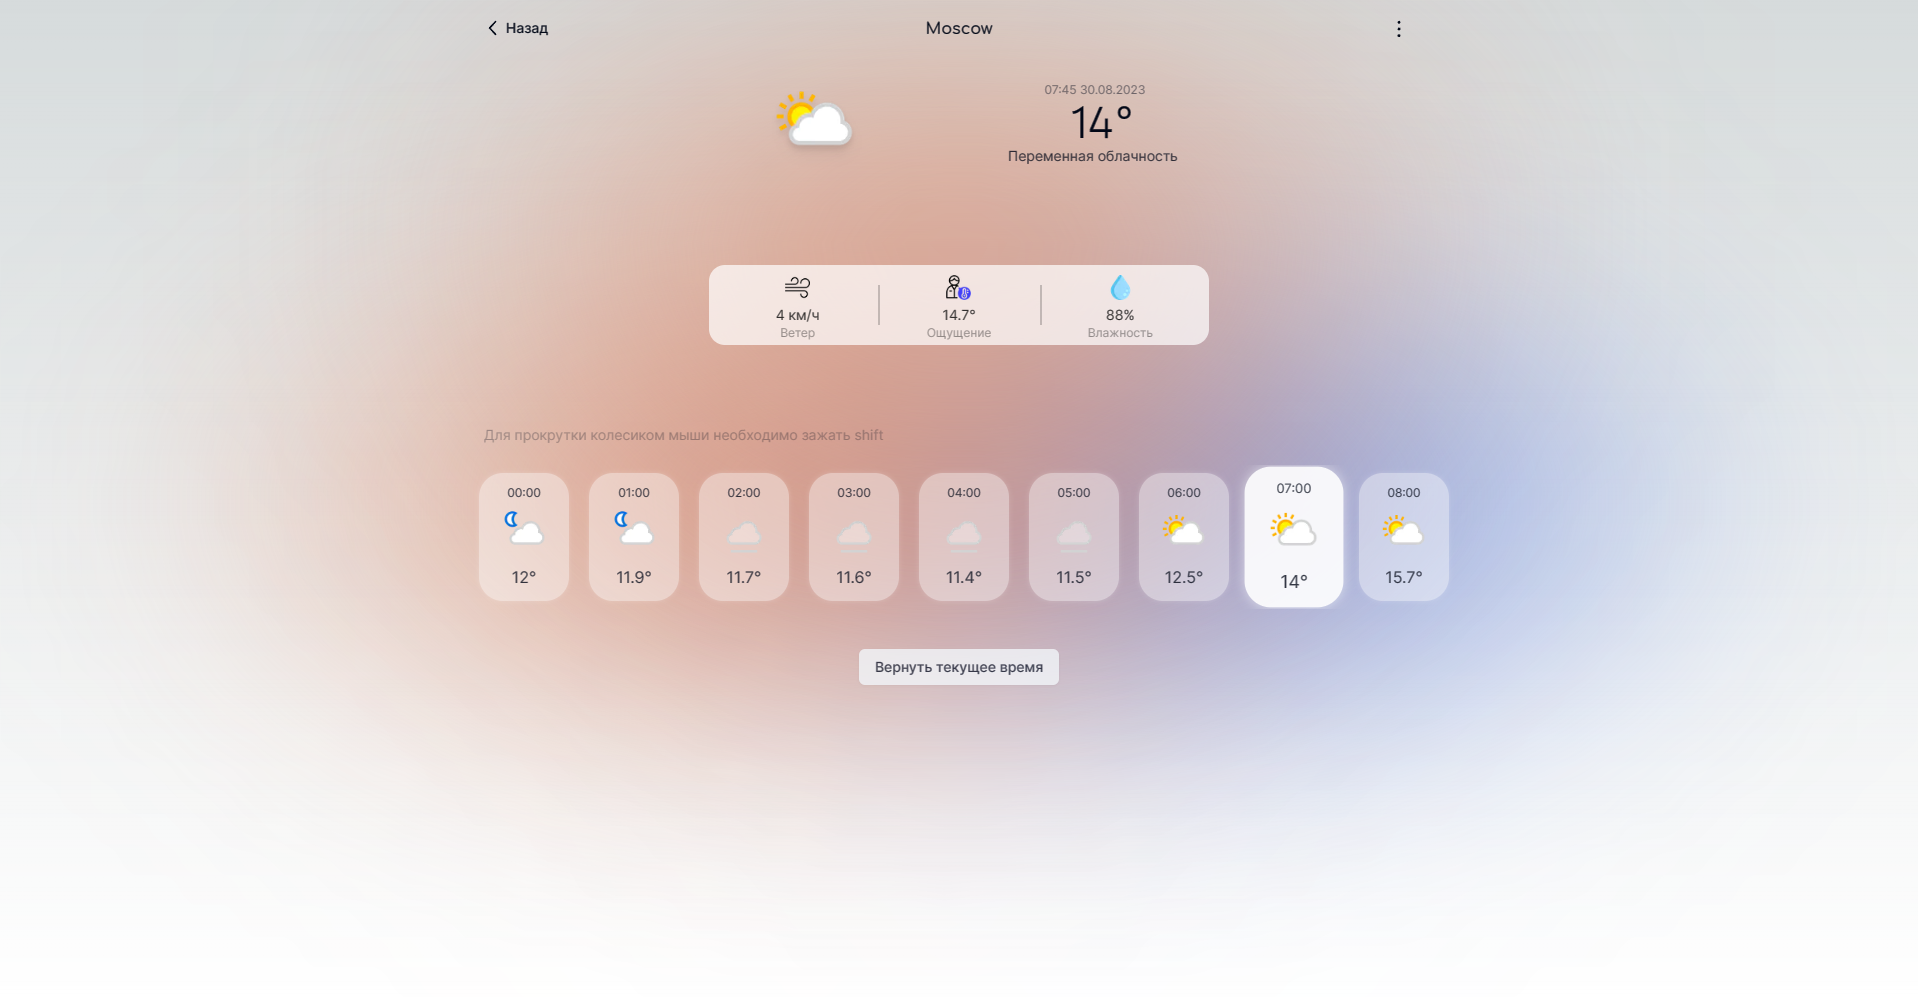 Назад
Moscow
07:45 30.08.2023
14°
Переменная облачность
4 км/ч
Ветер
14.7°
Ощущение
88%
Влажность
Для прокрутки колесиком мыши необходимо зажать shift
00:00
12°
01:00
11.9°
02:00
11.7°
03:00
11.6°
04:00
11.4°
05:00
11.5°
06:00
12.5°
07:00
14°
08:00
15.7°
Вернуть текущее время